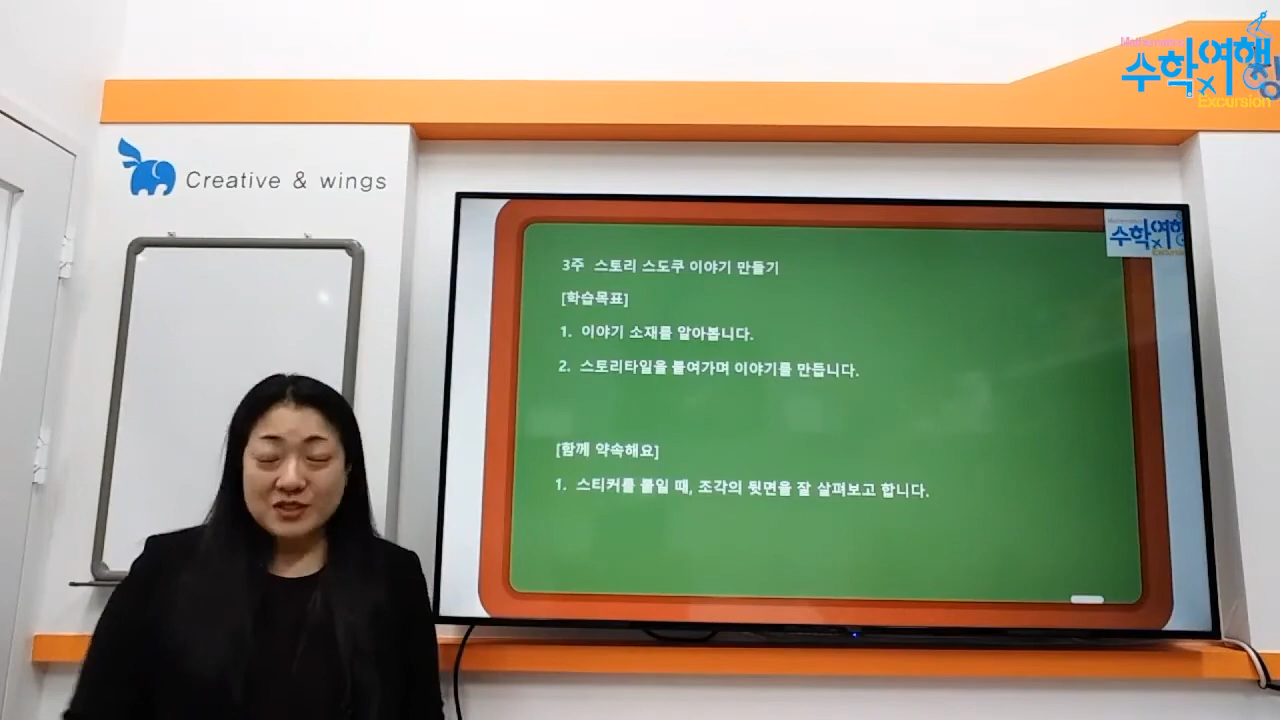 수학여행
Excursion
Creative & wings
수학여행
3주 스토리 스도쿠 이야기 만들기
[학습목표]
1. 이야기 소재를 알아봅니다.
2. 스토리타일을 붙여가며 이야기를 만듭니다.
[함께 약속해요]
1. 스티커를 붙일 때, 조각의 뒷면을 잘 살펴보고 합니다.